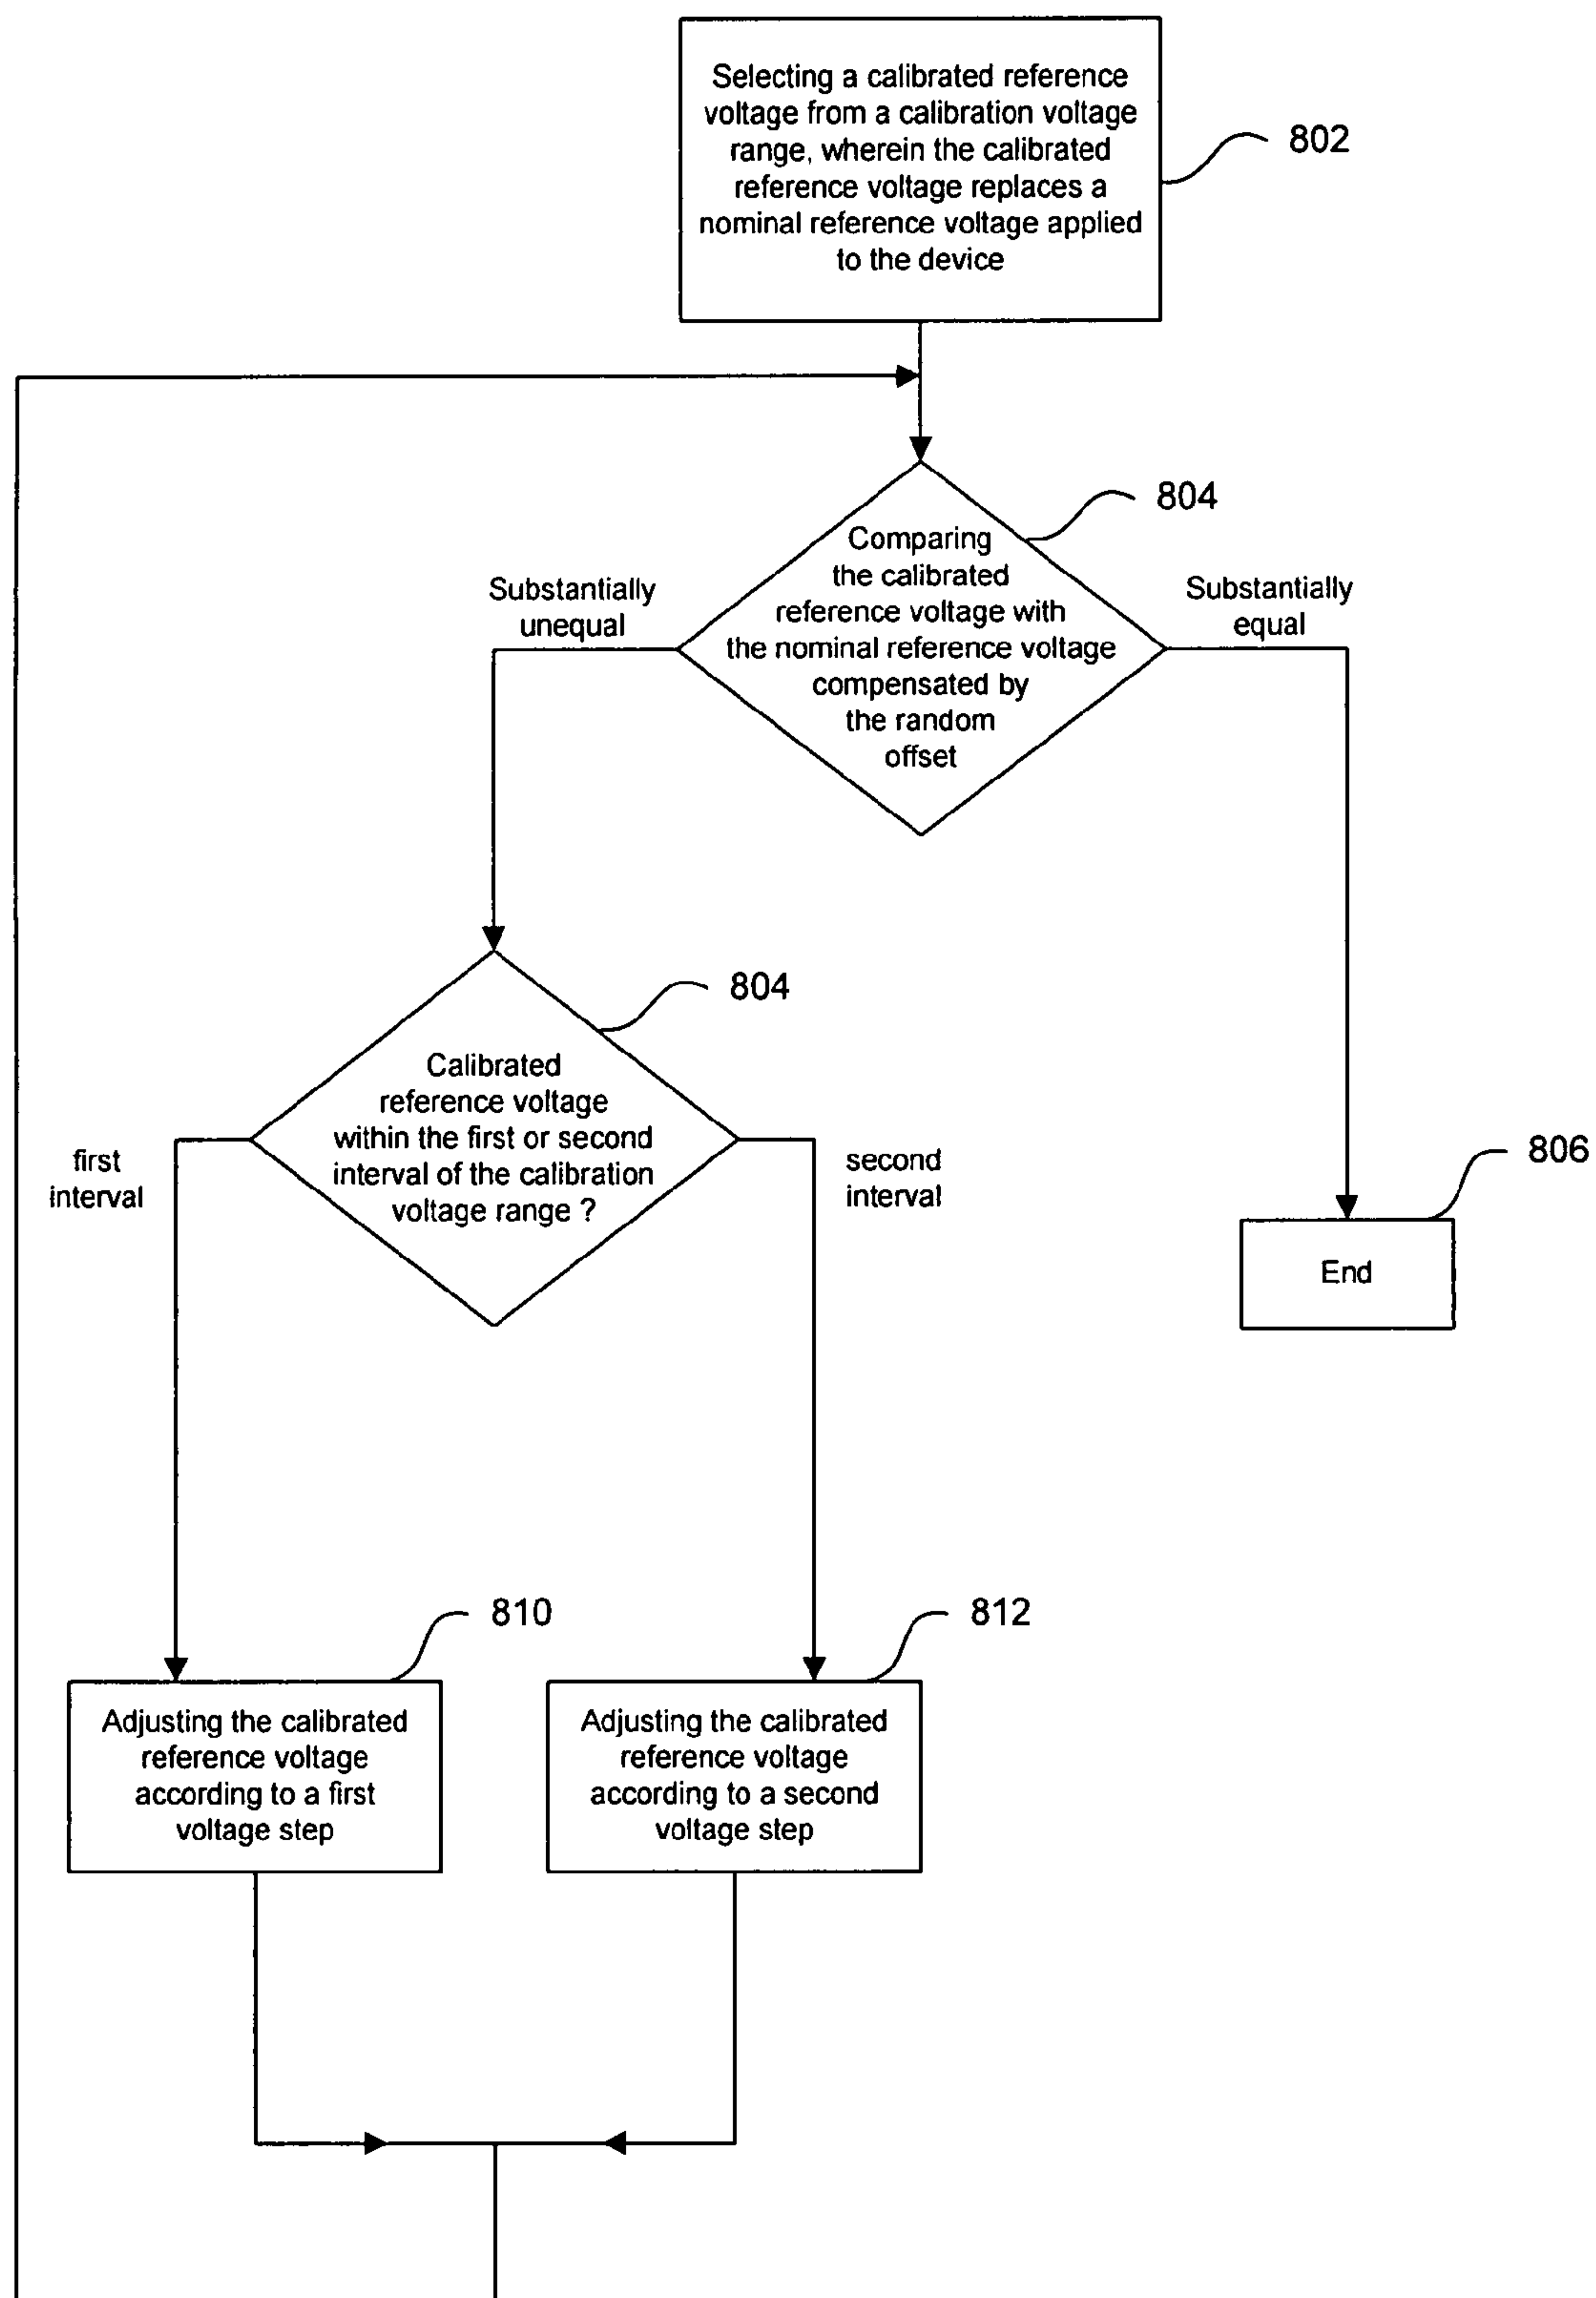 Selecting a calibrated reference
voltage from a calibration voltage
range, wherein the calibrated
reference voltage replaces a
nominal reference voltage applied
to the device
802
804
Comparing
the calibrated
reference voltage with
the nominal reference voltage
compensated by
the random
offset
Substantially
unequal
Substantially
equal
804
Calibrated
reference voltage
within the first or second
interval of the calibration
voltage range ?
first
interval
second
interval
806
End
810
812
Adjusting the calibrated
reference voltage
according to a first
voltage step
Adjusting the calibrated
reference voltage
according to a second
voltage step